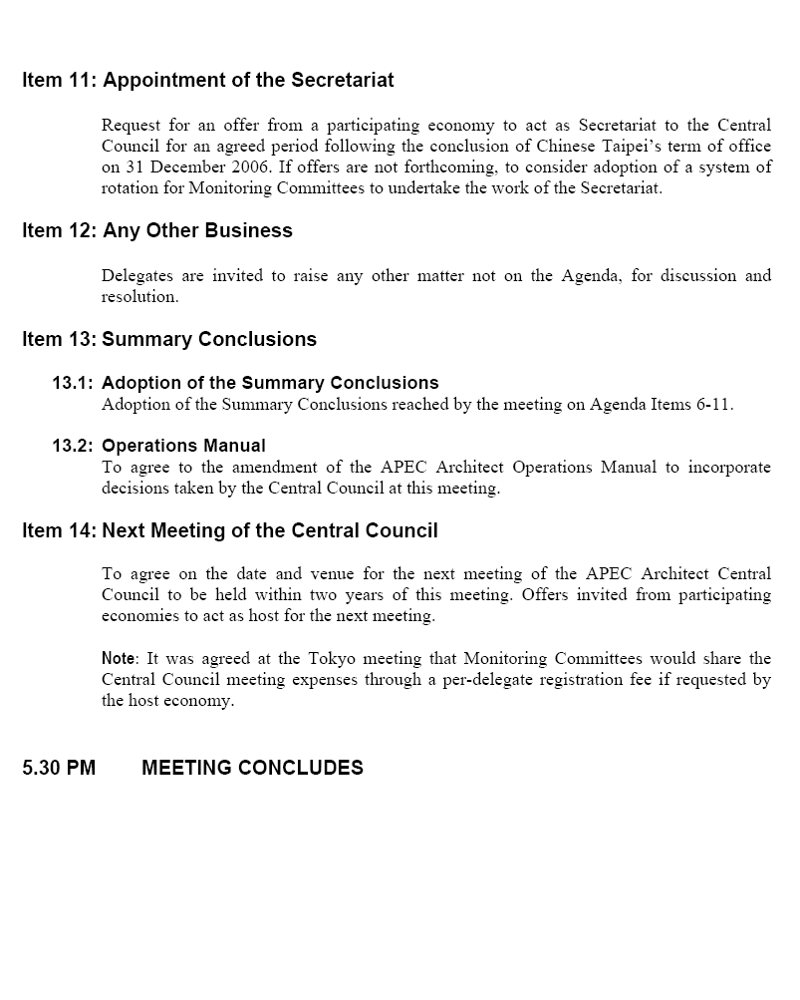 Item 11: Appointment of the Secretariat
Request for an offer from a participating economy to act as Secretariat to the Central
Council for an agreed period following the conclusion of Chinese Taipei's term of office
on 31 December 2006. If offers are not forthcoming, to consider adoption of a system of
rotation for Monitoring Committees to undertake the work of the Secretariat.
Item 12: Any Other Business
Delegates are invited to raise any other matter not on the Agenda, for discussion and
resolution.
Item 13: Summary Conclusions
13.1: Adoption of the Summary Conclusions
Adoption of the Summary Conclusions reached by the meeting on Agenda Items 6-11.
13.2: Operations Manual
To agree to the amendment of the APEC Architect Operations Manual to incorporate
decisions taken by the Central Council at this meeting.
Item 14: Next Meeting of the Central Council
To agree on the date and venue for the next meeting of the APEC Architect Central
Council to be held within two years of this meeting. Offers invited from participating
economies to act as host for the next meeting.
Note: It was agreed at the Tokyo meeting that Monitoring Committees would share the
Central Council meeting expenses through a per-delegate registration fee if requested by
the host economy.
5.30 PM MEETING CONCLUDES